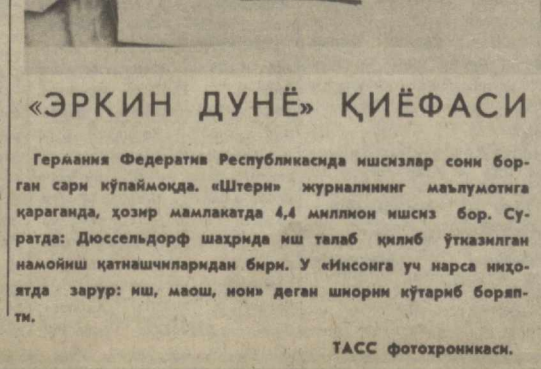 «ЭРКИН ДУНЁ» ҚИЁФАСИ
Германия Федератив Республикасида ишсизлар сони бор-
ган сари кўпаймоқда. «Штерн» журналининг маълумотига
қараганда, ҳозир мамлакатда 4,4 миллион ишсиз бор. Су-
ратда: Дюссельдорф шаҳрида иш талаб қилиб ўтказилган
намойиш қатнашчиларидан бири. У «Инсонга уч нарса ниҳо-
ятда зарур: иш, маош, нон» деган шиорни кўтариб боряп-
ти.
ТАСС фотохроникаси.